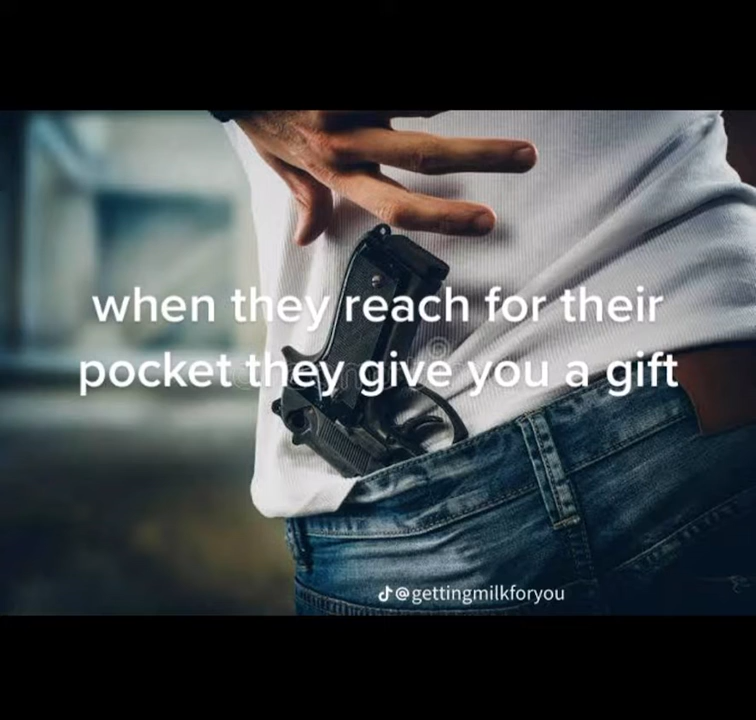 when they reach for their
pocket they give you a gift
@gettingmilkforyou